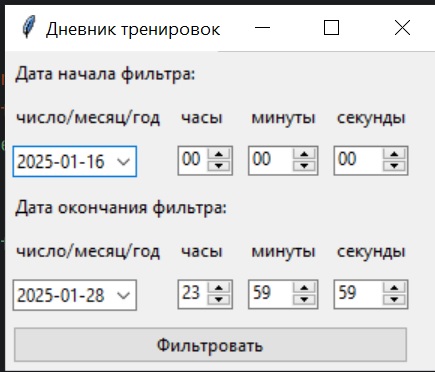 Дневник тренировок
Дата начала фильтра:
число/месяц/год часы минуты секунды
2025-01-16 00 00 00
Дата окончания фильтра:
число/месяц/год часы минуты секунды
2025-01-28 23 59 59
Фильтровать